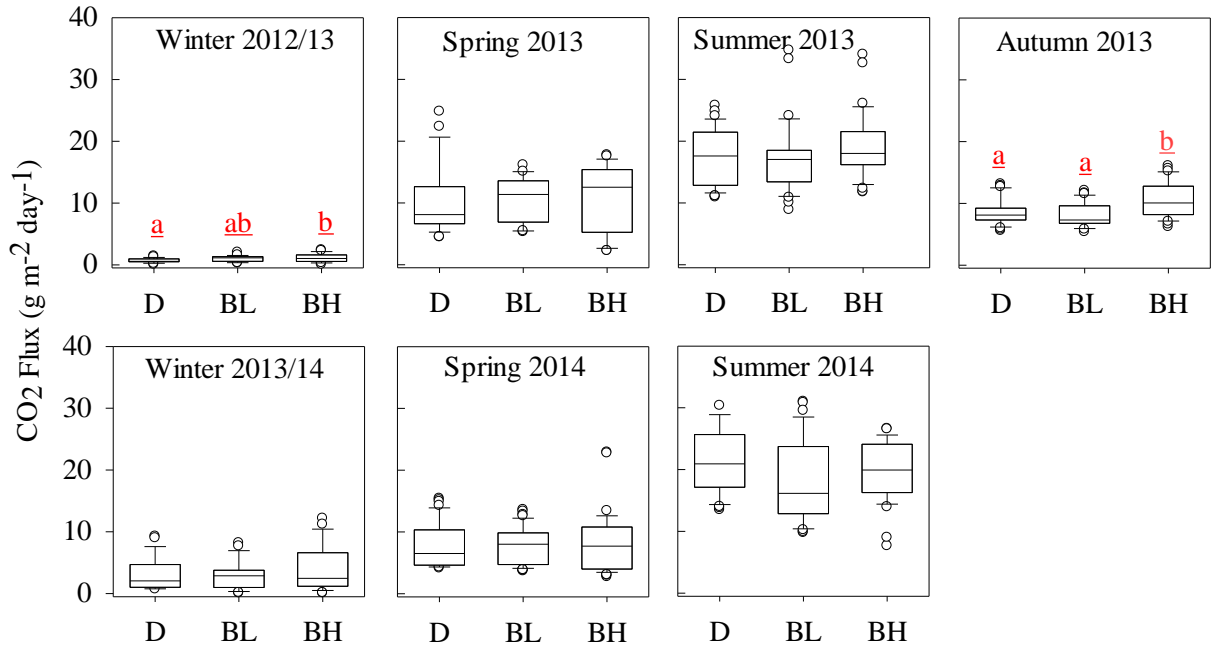 CO2 Flux (g m-2 day-1)
40
30
20
10
0
Winter 2012/13
a
ab
b
D
BL
BH
Spring 2013
D
BL
BH
Summer 2013
D
BL
BH
Autumn 2013
a
a
b
D
BL
BH
40
30
20
10
0
Winter 2013/14
D
BL
BH
Spring 2014
D
BL
BH
Summer 2014
D
BL
BH